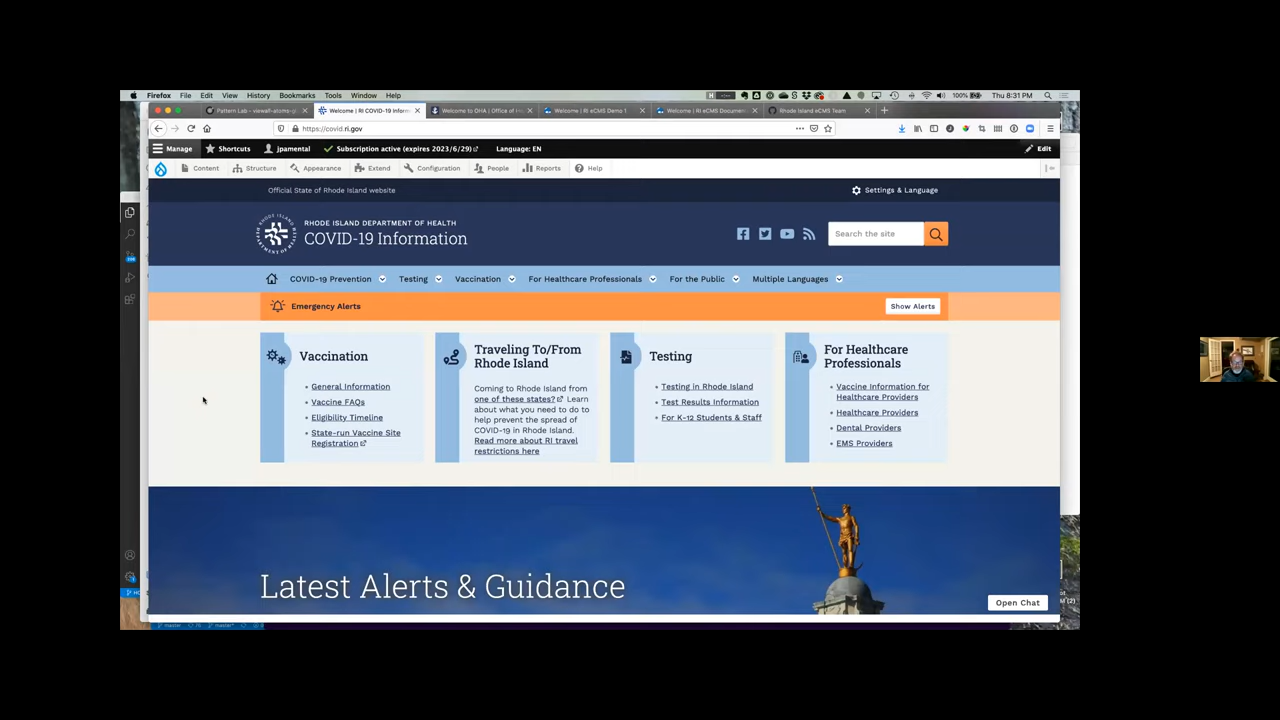 Firefox File Edit View History Bookmarks Tools Window Help
100% Thu 8:31 PM
Pattern Lab - viewall-atoms-
Welcome | RI COVID-19 Inform
Welcome to DHA | Office of H
Welcome | RI eCMS Demo 1
Welcome | RI eCMS Documen
Rhode Island eCMS Team
https://covid.ri.gov
Manage Shortcuts jpamental Subscription active (expires 2023/6/29) Language: EN Edit
Content Structure Appearance Extend Configuration People Reports Help
Official State of Rhode Island website
Settings & Language
RHODE ISLAND DEPARTMENT OF HEALTH
COVID-19 Information
Search the site
COVID-19 Prevention Testing Vaccination For Healthcare Professionals For the Public Multiple Languages
Emergency Alerts
Show Alerts
Vaccination
General Information
Vaccine FAQs
Eligibility Timeline
State-run Vaccine Site
Registration
Traveling To/From
Rhode Island
Coming to Rhode Island from
one of these states? Learn
about what you need to do to
help prevent the spread of
COVID-19 in Rhode Island.
Read more about RI travel
restrictions here
Testing
Testing in Rhode Island
Test Results Information
For K-12 Students & Staff
For Healthcare
Professionals
Vaccine Information for
Healthcare Providers
Healthcare Providers
Dental Providers
EMS Providers
Latest Alerts & Guidance
Open Chat